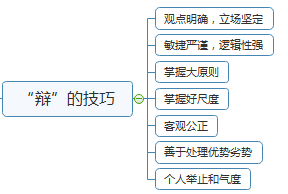 “辩”的技巧
观点明确，立场坚定
敏捷严谨，逻辑性强
掌握大原则
掌握好尺度
客观公正
善于处理优势劣势
个人举止和气度